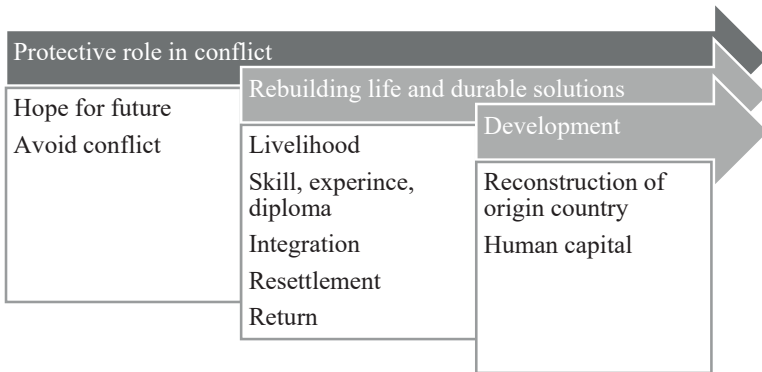 Protective role in conflict
Hope for future
Avoid conflict
Rebuilding life and durable solutions
Livelihood
Skill, experince,
diploma
Integration
Resettlement
Return
Development
Reconstruction of
origin country
Human capital